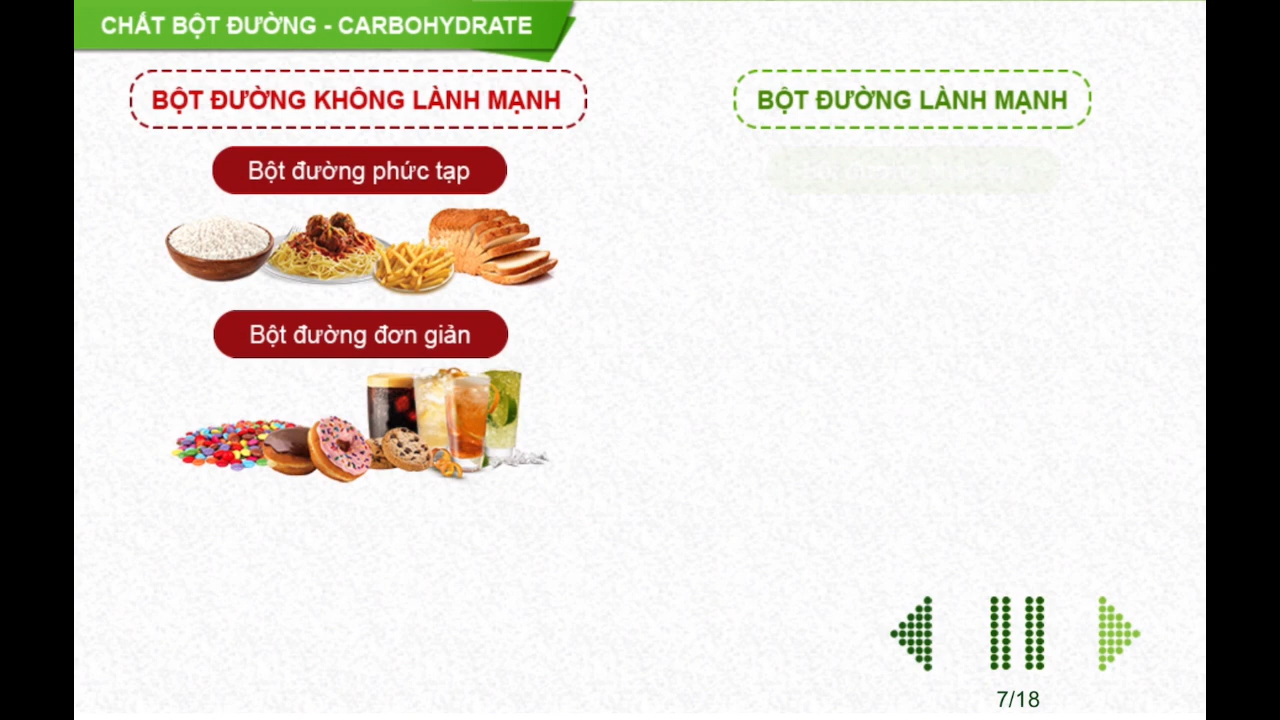 CHẤT BỘT ĐƯỜNG - CARBOHYDRATE
BỘT ĐƯỜNG KHÔNG LÀNH MẠNH
BỘT ĐƯỜNG LÀNH MẠNH
Bột đường phức tạp
Bột đường đơn giản
7/18